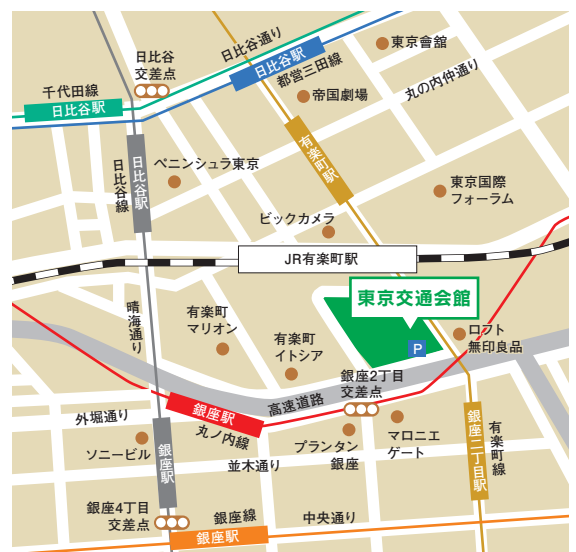 日比谷通り
東京會舘
日比谷
交差点
日比谷駅
都営三田線
千代田線
日比谷駅
帝国劇場
丸の内仲通り
有楽町駅
日比谷線
日比谷駅
ペニンシュラ東京
東京国際
フォーラム
ビックカメラ
JR有楽町駅
東京交通会館
晴海通り
有楽町
マリオン
有楽町
イトシア
P
ロフト
無印良品
高速道路
銀座2丁目
交差点
銀座駅
丸ノ内線
外堀通り
ソニービル
銀座駅
並木通り
プランタン
銀座
マロニエ
ゲート
銀座二丁目駅
有楽町線
銀座4丁目
交差点
銀座線
銀座駅
中央通り